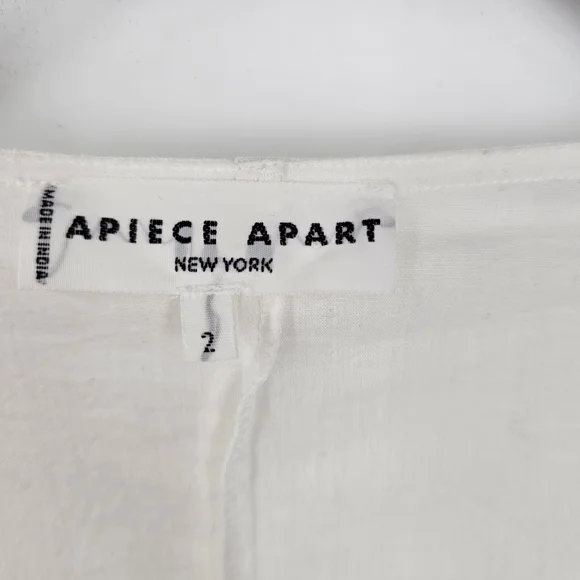 MADE IN INDIA
APIECE APART
NEW YORK
2